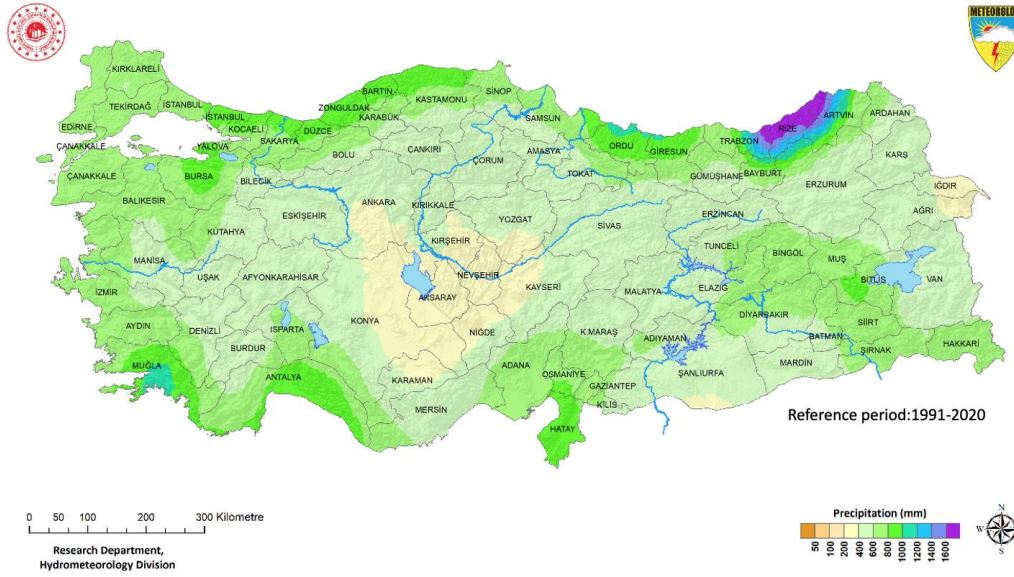 METEOROLOJİ
KIRKLARELİ
TEKİRDAĞ
İSTANBUL
EDİRNE
ÇANAKKALE
İSTANBUL
KOCAELİ
YALOVA
SAKARYA
DÜZCE
ZONGULDAK
BARTIN
KARABÜK
KASTAMONU
SİNOP
SAMSUN
ORDU
GİRESUN
TRABZON
RİZE
ARTVİN
ARDAHAN
KARS
ÇANAKKALE
BALIKESİR
BURSA
BİLECİK
BOLU
ÇANKIRI
ÇORUM
AMASYA
TOKAT
GÜMÜŞHANE
BAYBURT
ERZURUM
IĞDIR
AĞRI
KÜTAHYA
ESKİŞEHİR
ANKARA
KIRIKKALE
YOZGAT
SİVAS
ERZİNCAN
TUNCELİ
BİNGÖL
MUŞ
BİTLİS
VAN
MANİSA
UŞAK
AFYONKARAHİSAR
KIRŞEHİR
NEVŞEHİR
AKSARAY
KAYSERİ
MALATYA
ELAZIĞ
DİYARBAKIR
SİİRT
BATMAN
İZMİR
AYDIN
DENİZLİ
ISPARTA
BURDUR
KONYA
NİĞDE
K.MARAŞ
ADIYAMAN
MARDİN
ŞIRNAK
HAKKARİ
MUĞLA
ANTALYA
KARAMAN
MERSİN
ADANA
OSMANİYE
GAZİANTEP
KİLİS
ŞANLIURFA
HATAY
Reference period:1991-2020
0 50 100 200 300 Kilometre
Research Department,
Hydrometeorology Division
Precipitation (mm)
50
100
200
400
600
800
1000
1200
1400
1600
N
W
S